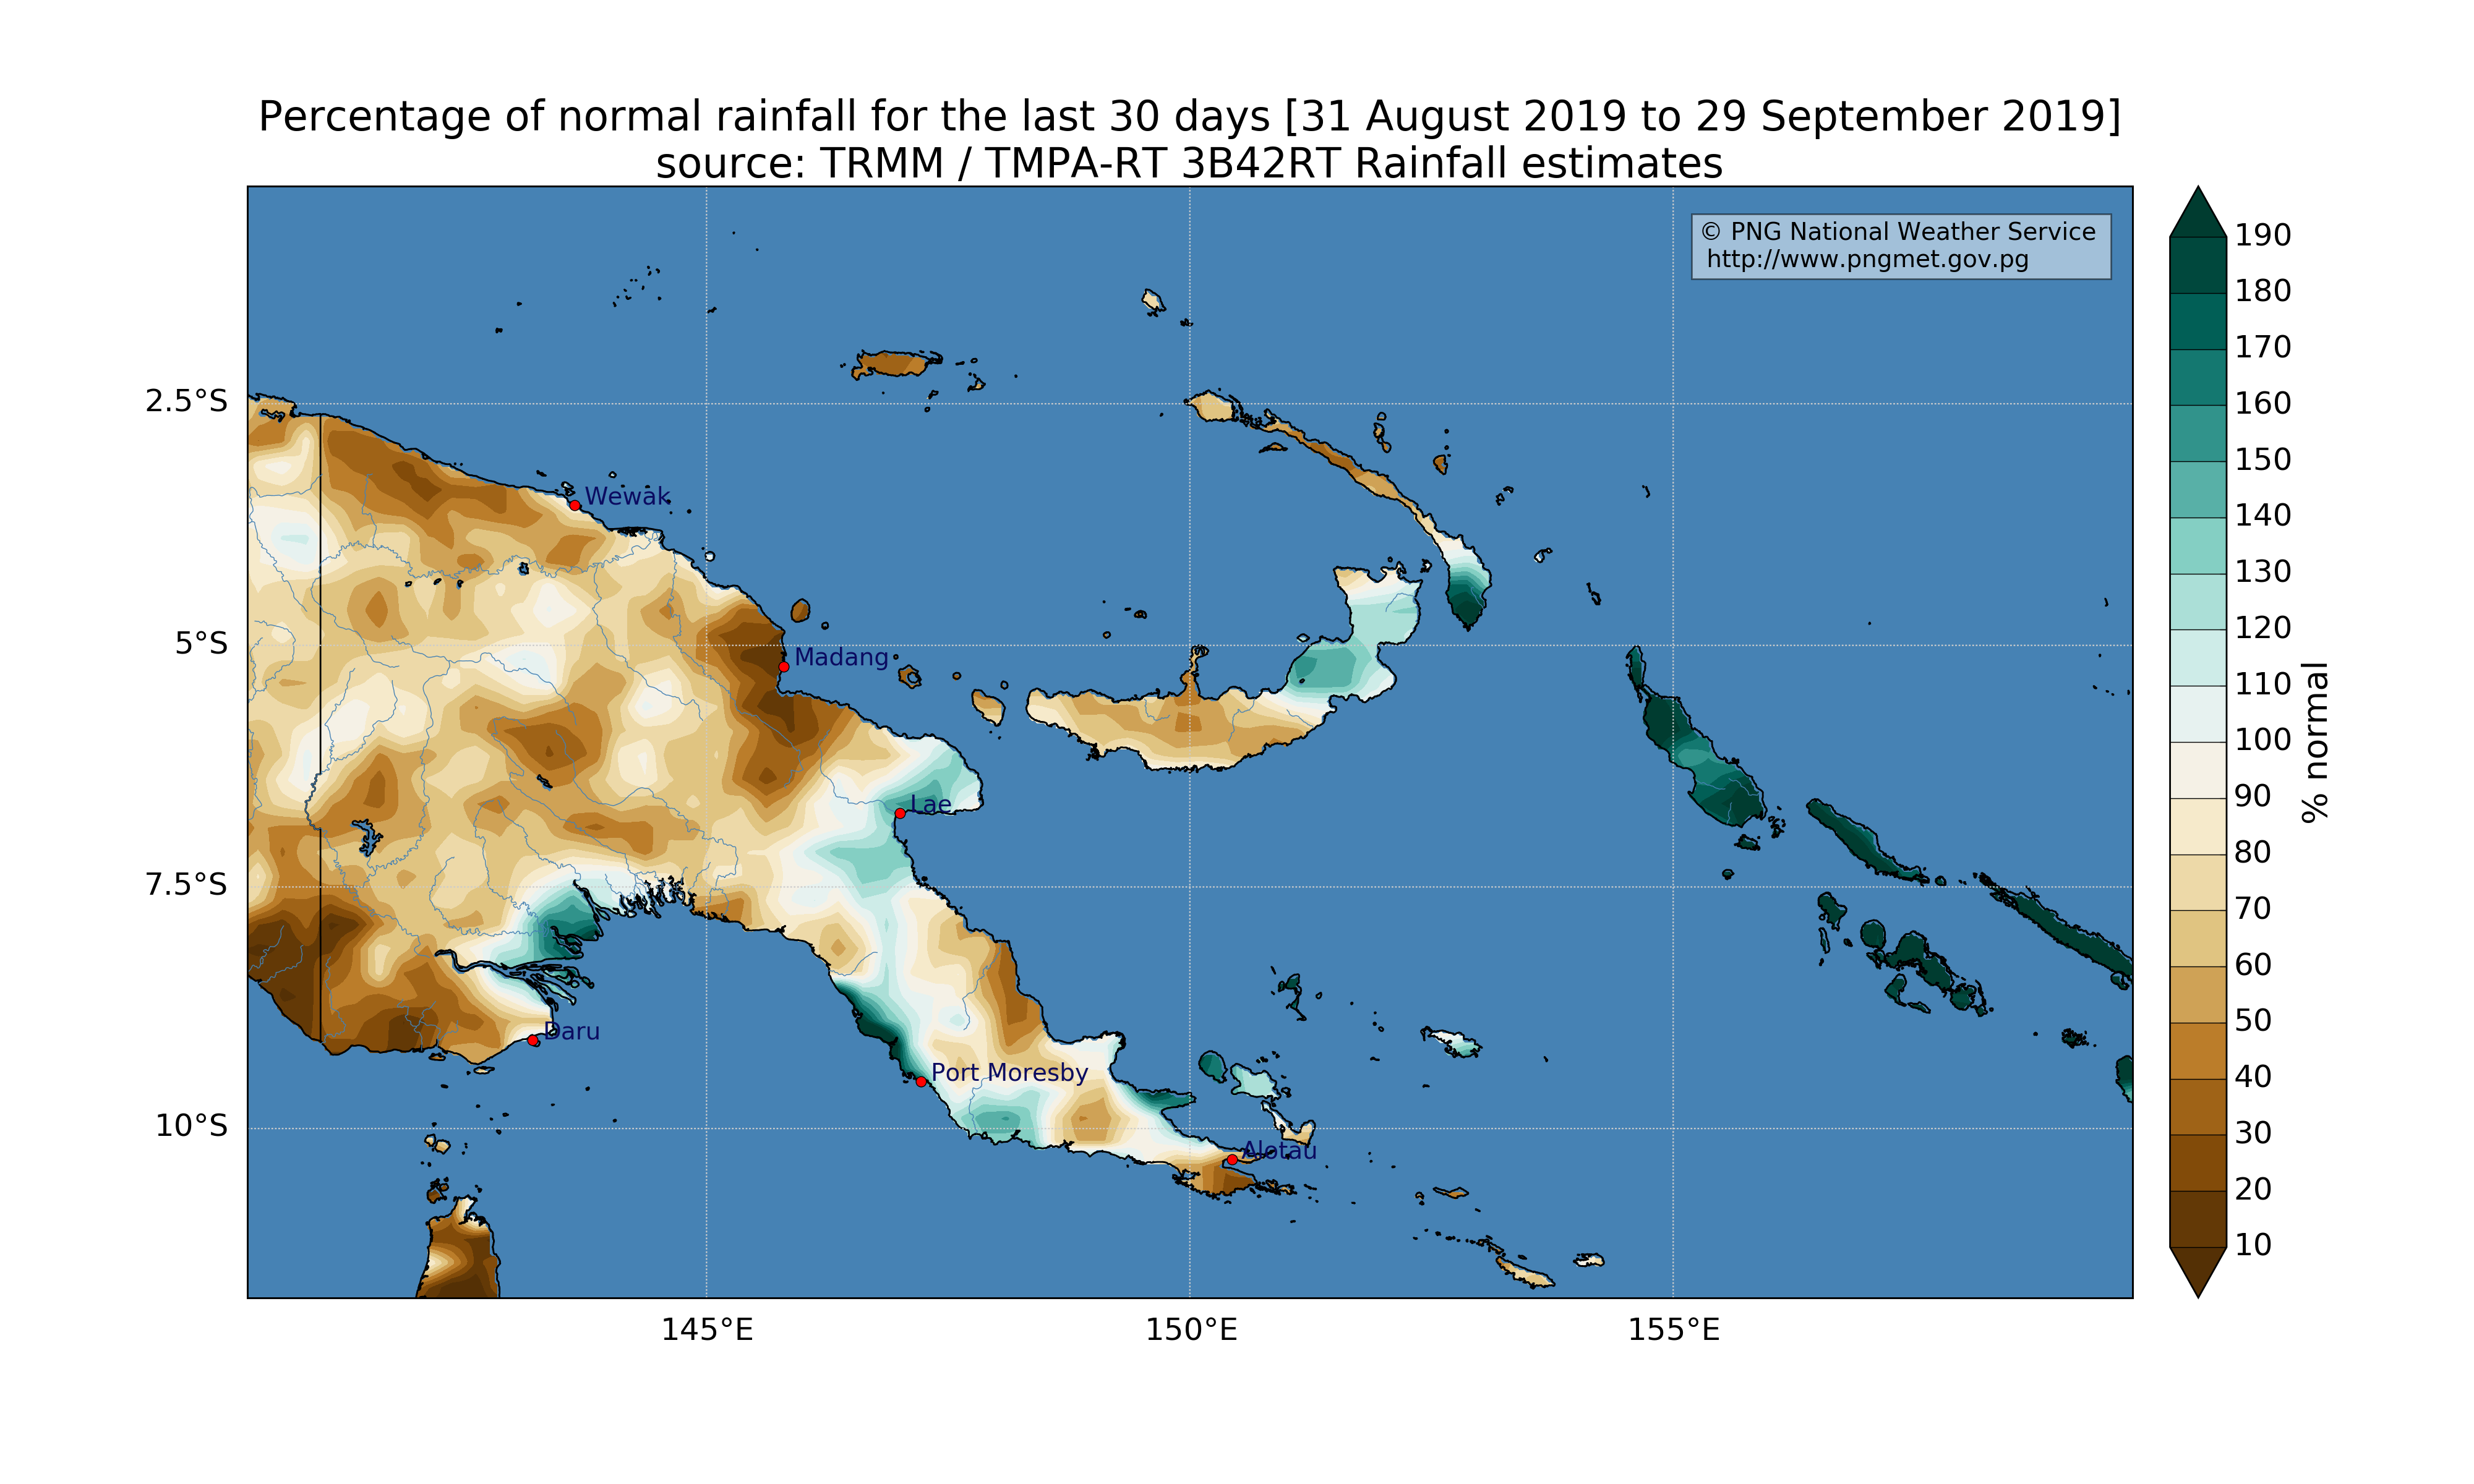 Percentage of normal rainfall for the last 30 days [31 August 2019 to 29 September 2019]
source: TRMM / TMPA-RT 3B42RT Rainfall estimates
© PNG National Weather Service
http://www.pngmet.gov.pg
2.5°S
5°S
7.5°S
10°S
145°E
150°E
155°E
Wewak
Madang
Lae
Daru
Port Moresby
Alotau
190
180
170
160
150
140
130
120
110
100
90
80
70
60
50
40
30
20
10
% normal